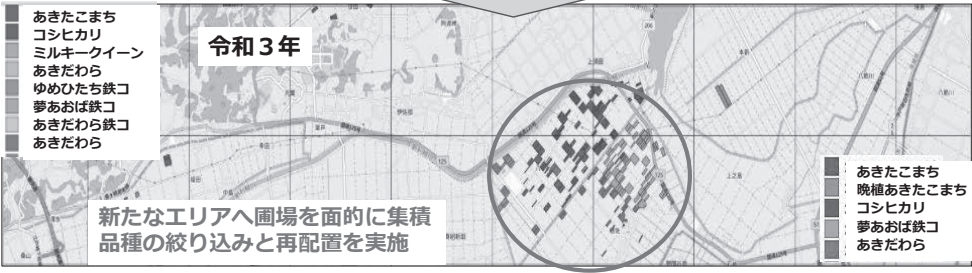 あきたこまち
コシヒカリ
ミルキークイーン
あきだわら
ゆめひたち鉄コ
夢あおば鉄コ
あきだわら鉄コ
あきだわら
令和３年
125
125
新たなエリアへ圃場を面的に集積
品種の絞り込みと再配置を実施
あきたこまち
晩植あきたこまち
コシヒカリ
夢あおば鉄コ
あきだわら